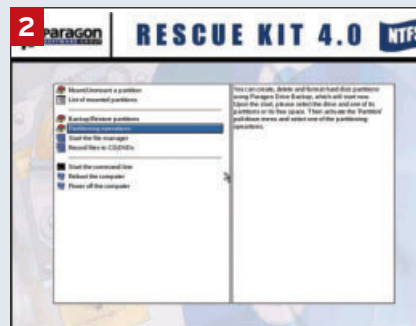 2
Paragon
SOFTWARE GROUP
RESCUE KIT 4.0
NTFS
Mount/Unmount a partition
List of mounted partitions
Backup/Restore partitions
Partitioning operations
Start the file manager
Record files to CD/DVDs
Start the command line
Reboot the computer
Power off the computer
You can create, delete and format hard disk partitions
using Paragon Drive Backup, which will start now.
Upon the start, please select the drive and one of its
partitions or its free space. Then activate the 'Partition'
pull-down menu and select one of the partitioning
operations.